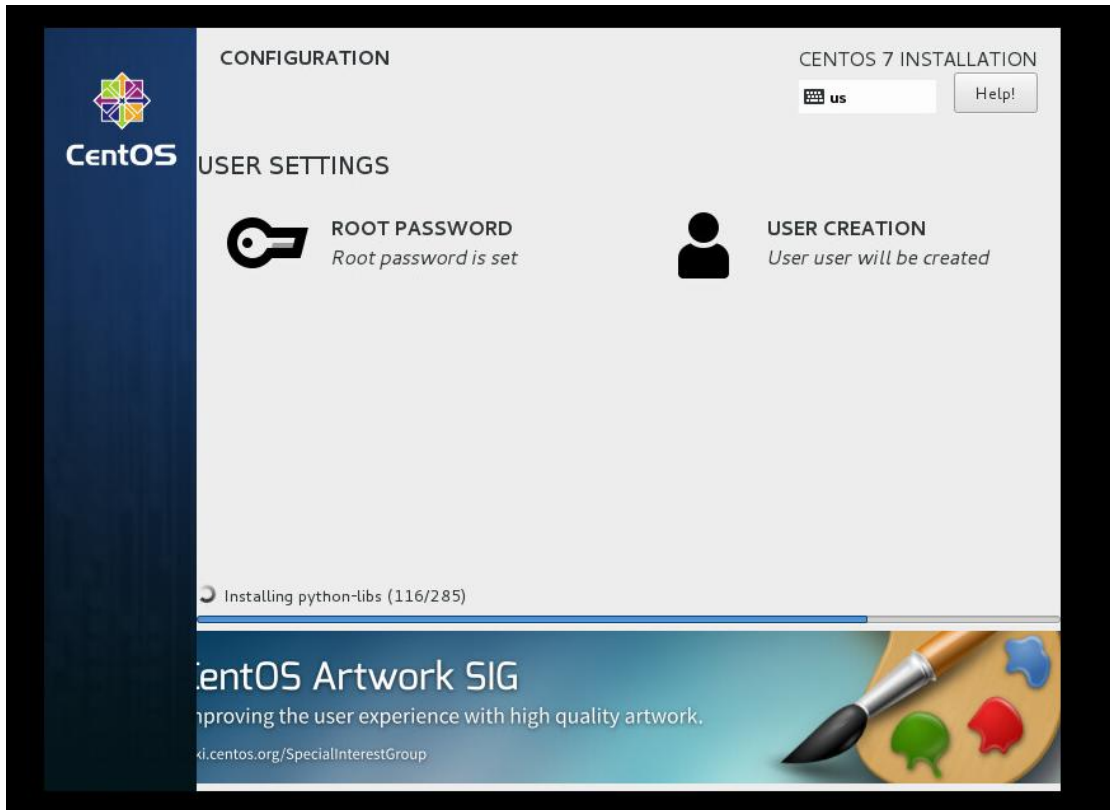 CONFIGURATION
CENTOS 7 INSTALLATION
us
Help!
CentOS
USER SETTINGS
ROOT PASSWORD
Root password is set
USER CREATION
User user will be created
Installing python-libs (116/285)
entOS Artwork SIG
proving the user experience with high quality artwork.
ki.centos.org/SpecialInterestGroup